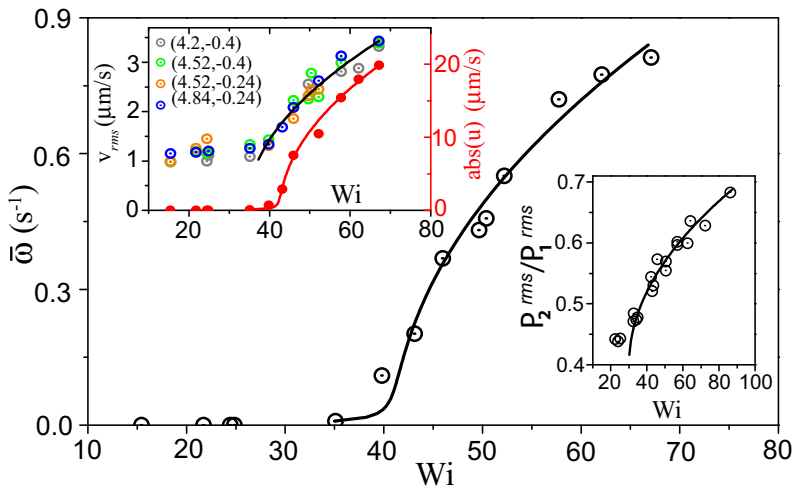 0.9
0.6
0.3
0.0
ω̄ (s⁻¹)
10 20 30 40 50 60 70 80
Wi
(4.2,-0.4)
(4.52,-0.4)
(4.52,-0.24)
(4.84,-0.24)
v_rms (μm/s)
3
2
1
0
20 40 60 80
Wi
20
10
0
abs(u) (μm/s)
0.7
0.6
0.5
0.4
P₂^rms/P₁^rms
20 40 60 80 100
Wi